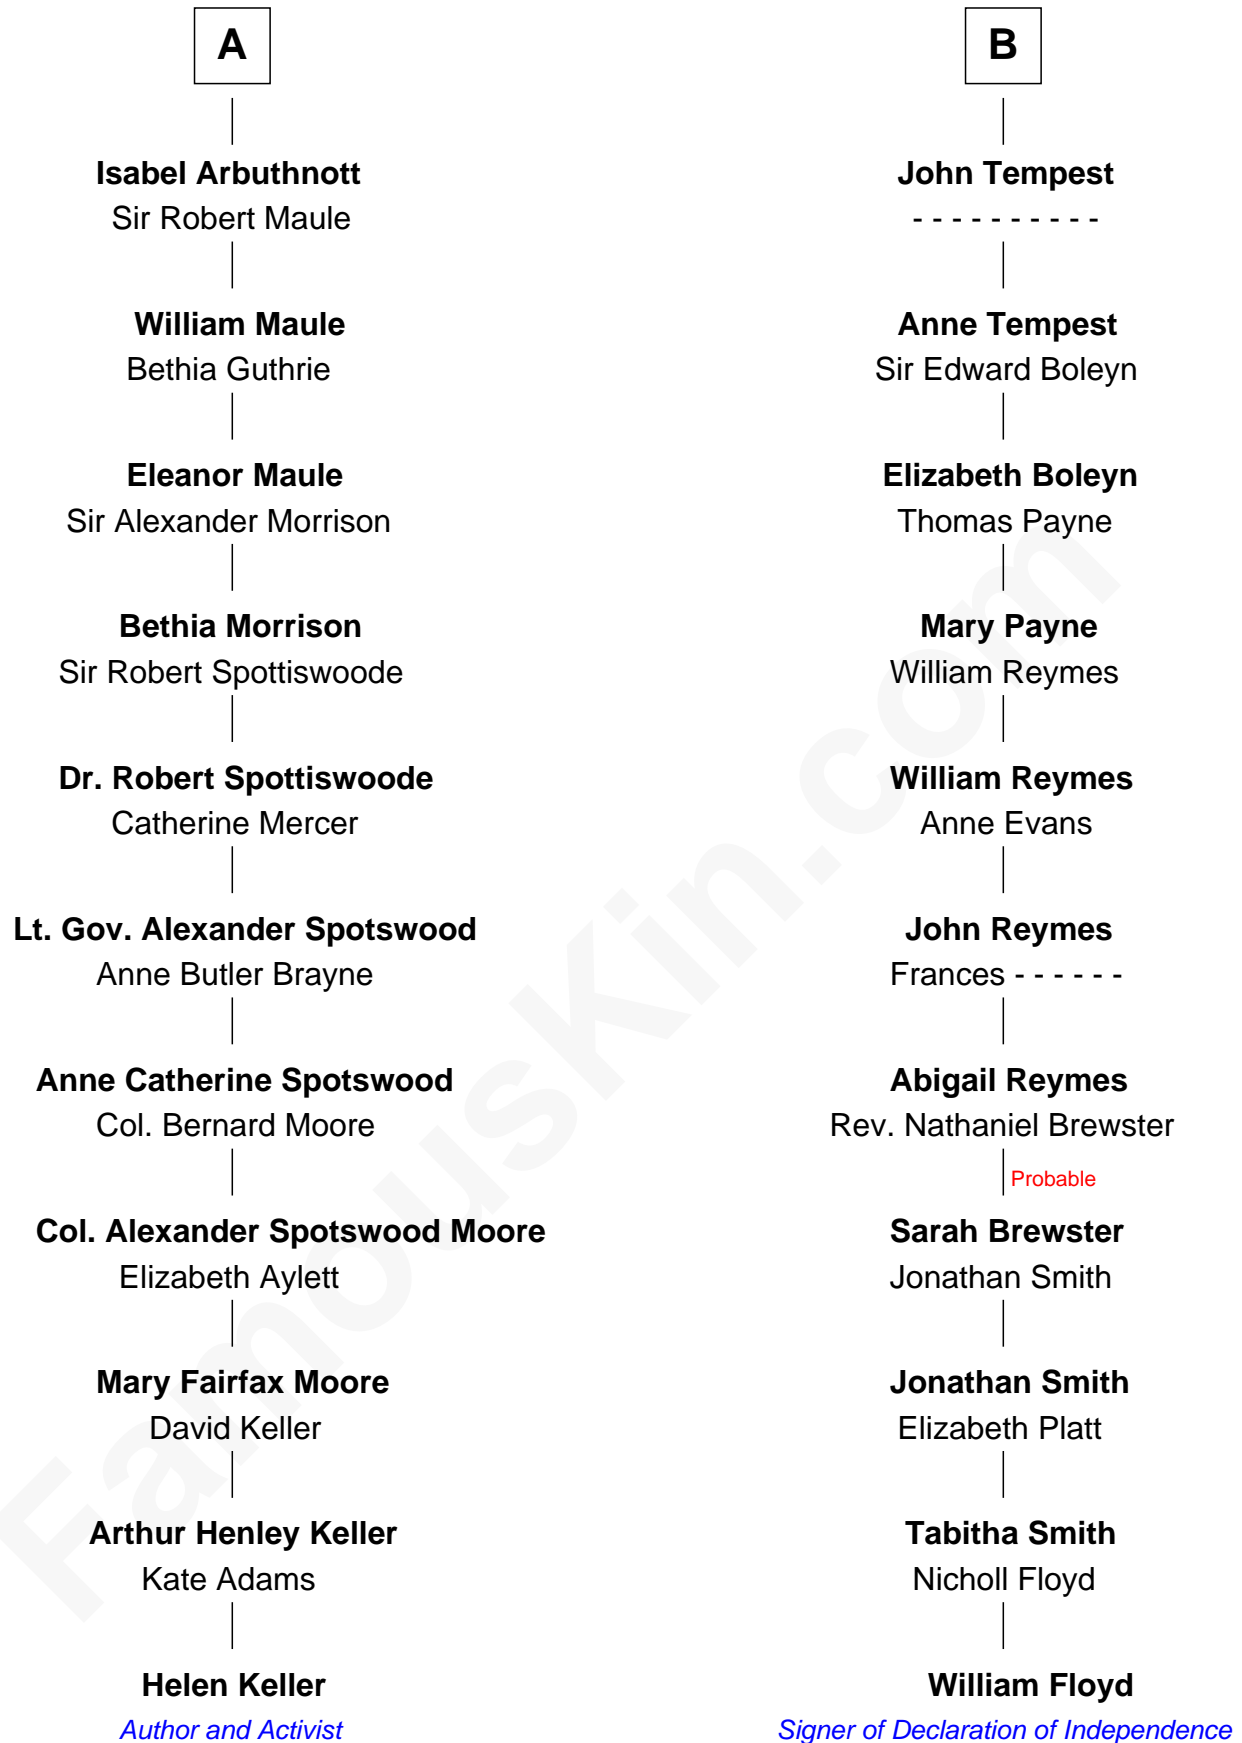 A
Isabel Arbuthnott
Sir Robert Maule
William Maule
Bethia Guthrie
Eleanor Maule
Sir Alexander Morrison
Bethia Morrison
Sir Robert Spottiswoode
Dr. Robert Spottiswoode
Catherine Mercer
Lt. Gov. Alexander Spotswood
Anne Butler Brayne
Anne Catherine Spotswood
Col. Bernard Moore
Col. Alexander Spotswood Moore
Elizabeth Aylett
Mary Fairfax Moore
David Keller
Arthur Henley Keller
Kate Adams
Helen Keller
Author and Activist
B
John Tempest
- - - - - - - - - -
Anne Tempest
Sir Edward Boleyn
Elizabeth Boleyn
Thomas Payne
Mary Payne
William Reymes
William Reymes
Anne Evans
John Reymes
Frances - - - - - -
Abigail Reymes
Rev. Nathaniel Brewster
Probable
Sarah Brewster
Jonathan Smith
Jonathan Smith
Elizabeth Platt
Tabitha Smith
Nicholl Floyd
William Floyd
Signer of Declaration of Independence
FamousKin.com